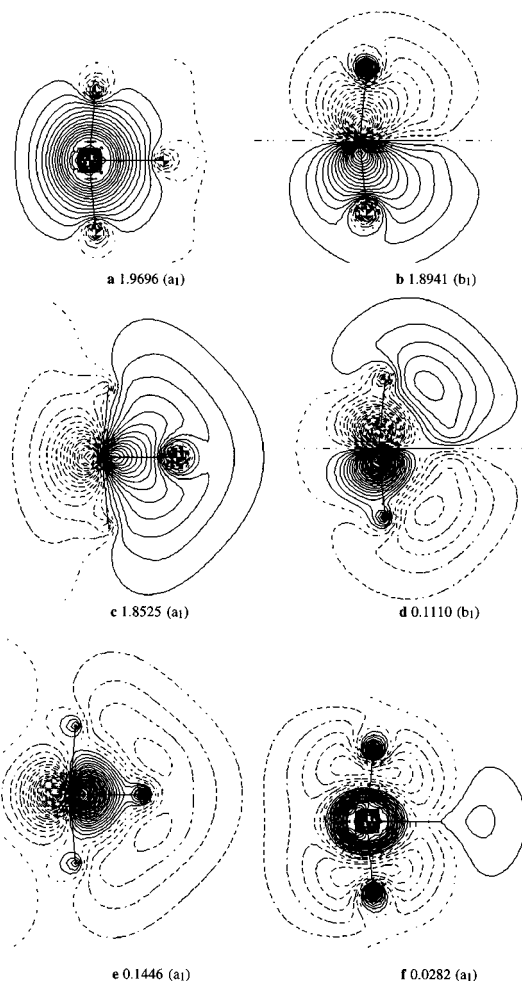 a 1.9696 (a₁)
b 1.8941 (b₁)
c 1.8525 (a₁)
d 0.1110 (b₁)
e 0.1446 (a₁)
f 0.0282 (a₁)